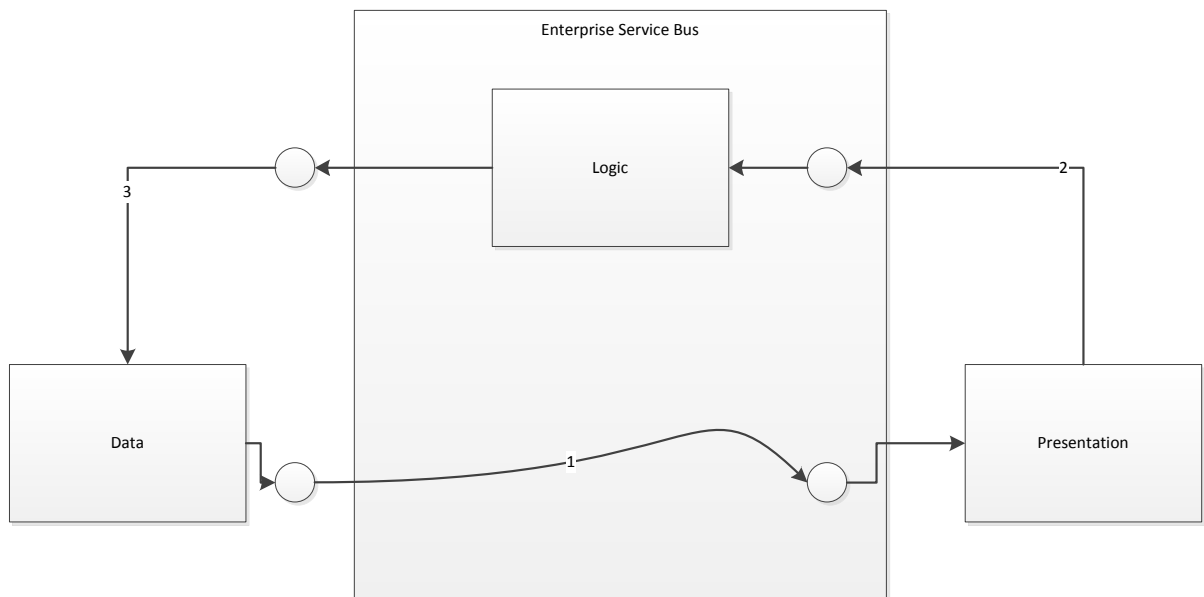 Enterprise Service Bus
Logic
2
3
Data
1
Presentation